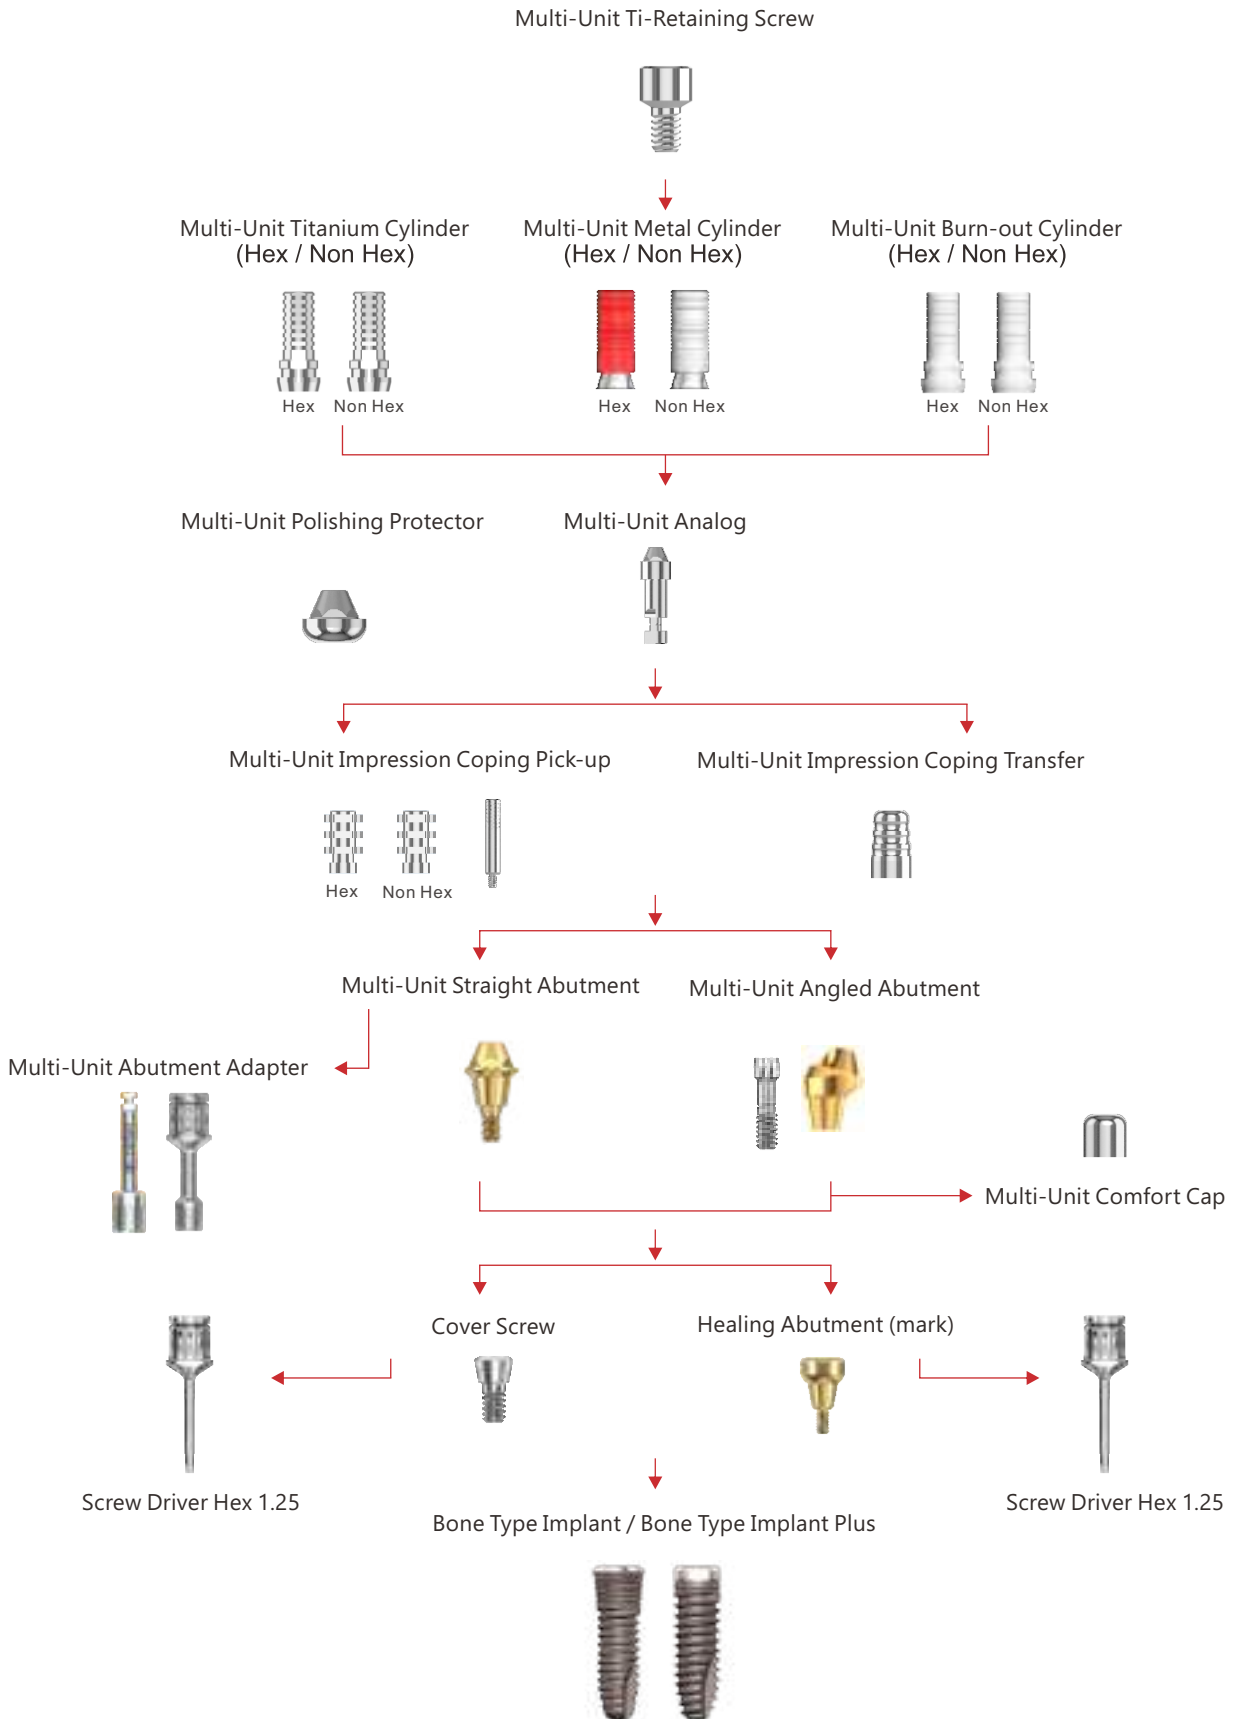 Multi-Unit Ti-Retaining Screw
Multi-Unit Titanium Cylinder
(Hex / Non Hex)
Multi-Unit Metal Cylinder
(Hex / Non Hex)
Multi-Unit Burn-out Cylinder
(Hex / Non Hex)
Hex
Non Hex
Hex
Non Hex
Hex
Non Hex
Multi-Unit Polishing Protector
Multi-Unit Analog
Multi-Unit Impression Coping Pick-up
Multi-Unit Impression Coping Transfer
Hex
Non Hex
Multi-Unit Straight Abutment
Multi-Unit Angled Abutment
Multi-Unit Abutment Adapter
Multi-Unit Comfort Cap
Cover Screw
Healing Abutment (mark)
Screw Driver Hex 1.25
Screw Driver Hex 1.25
Bone Type Implant / Bone Type Implant Plus